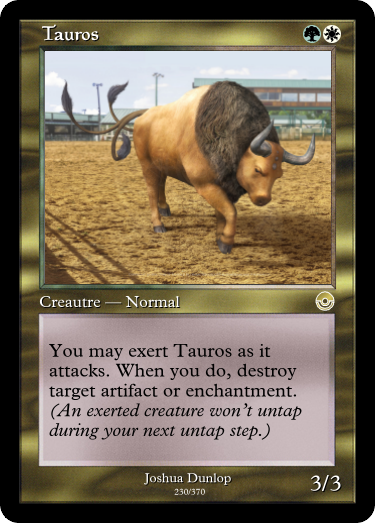 Tauros
Creautre — Normal
You may exert Tauros as it
attacks. When you do, destroy
target artifact or enchantment.
(An exerted creature won't untap
during your next untap step.)
Joshua Dunlop
230/370
3/3